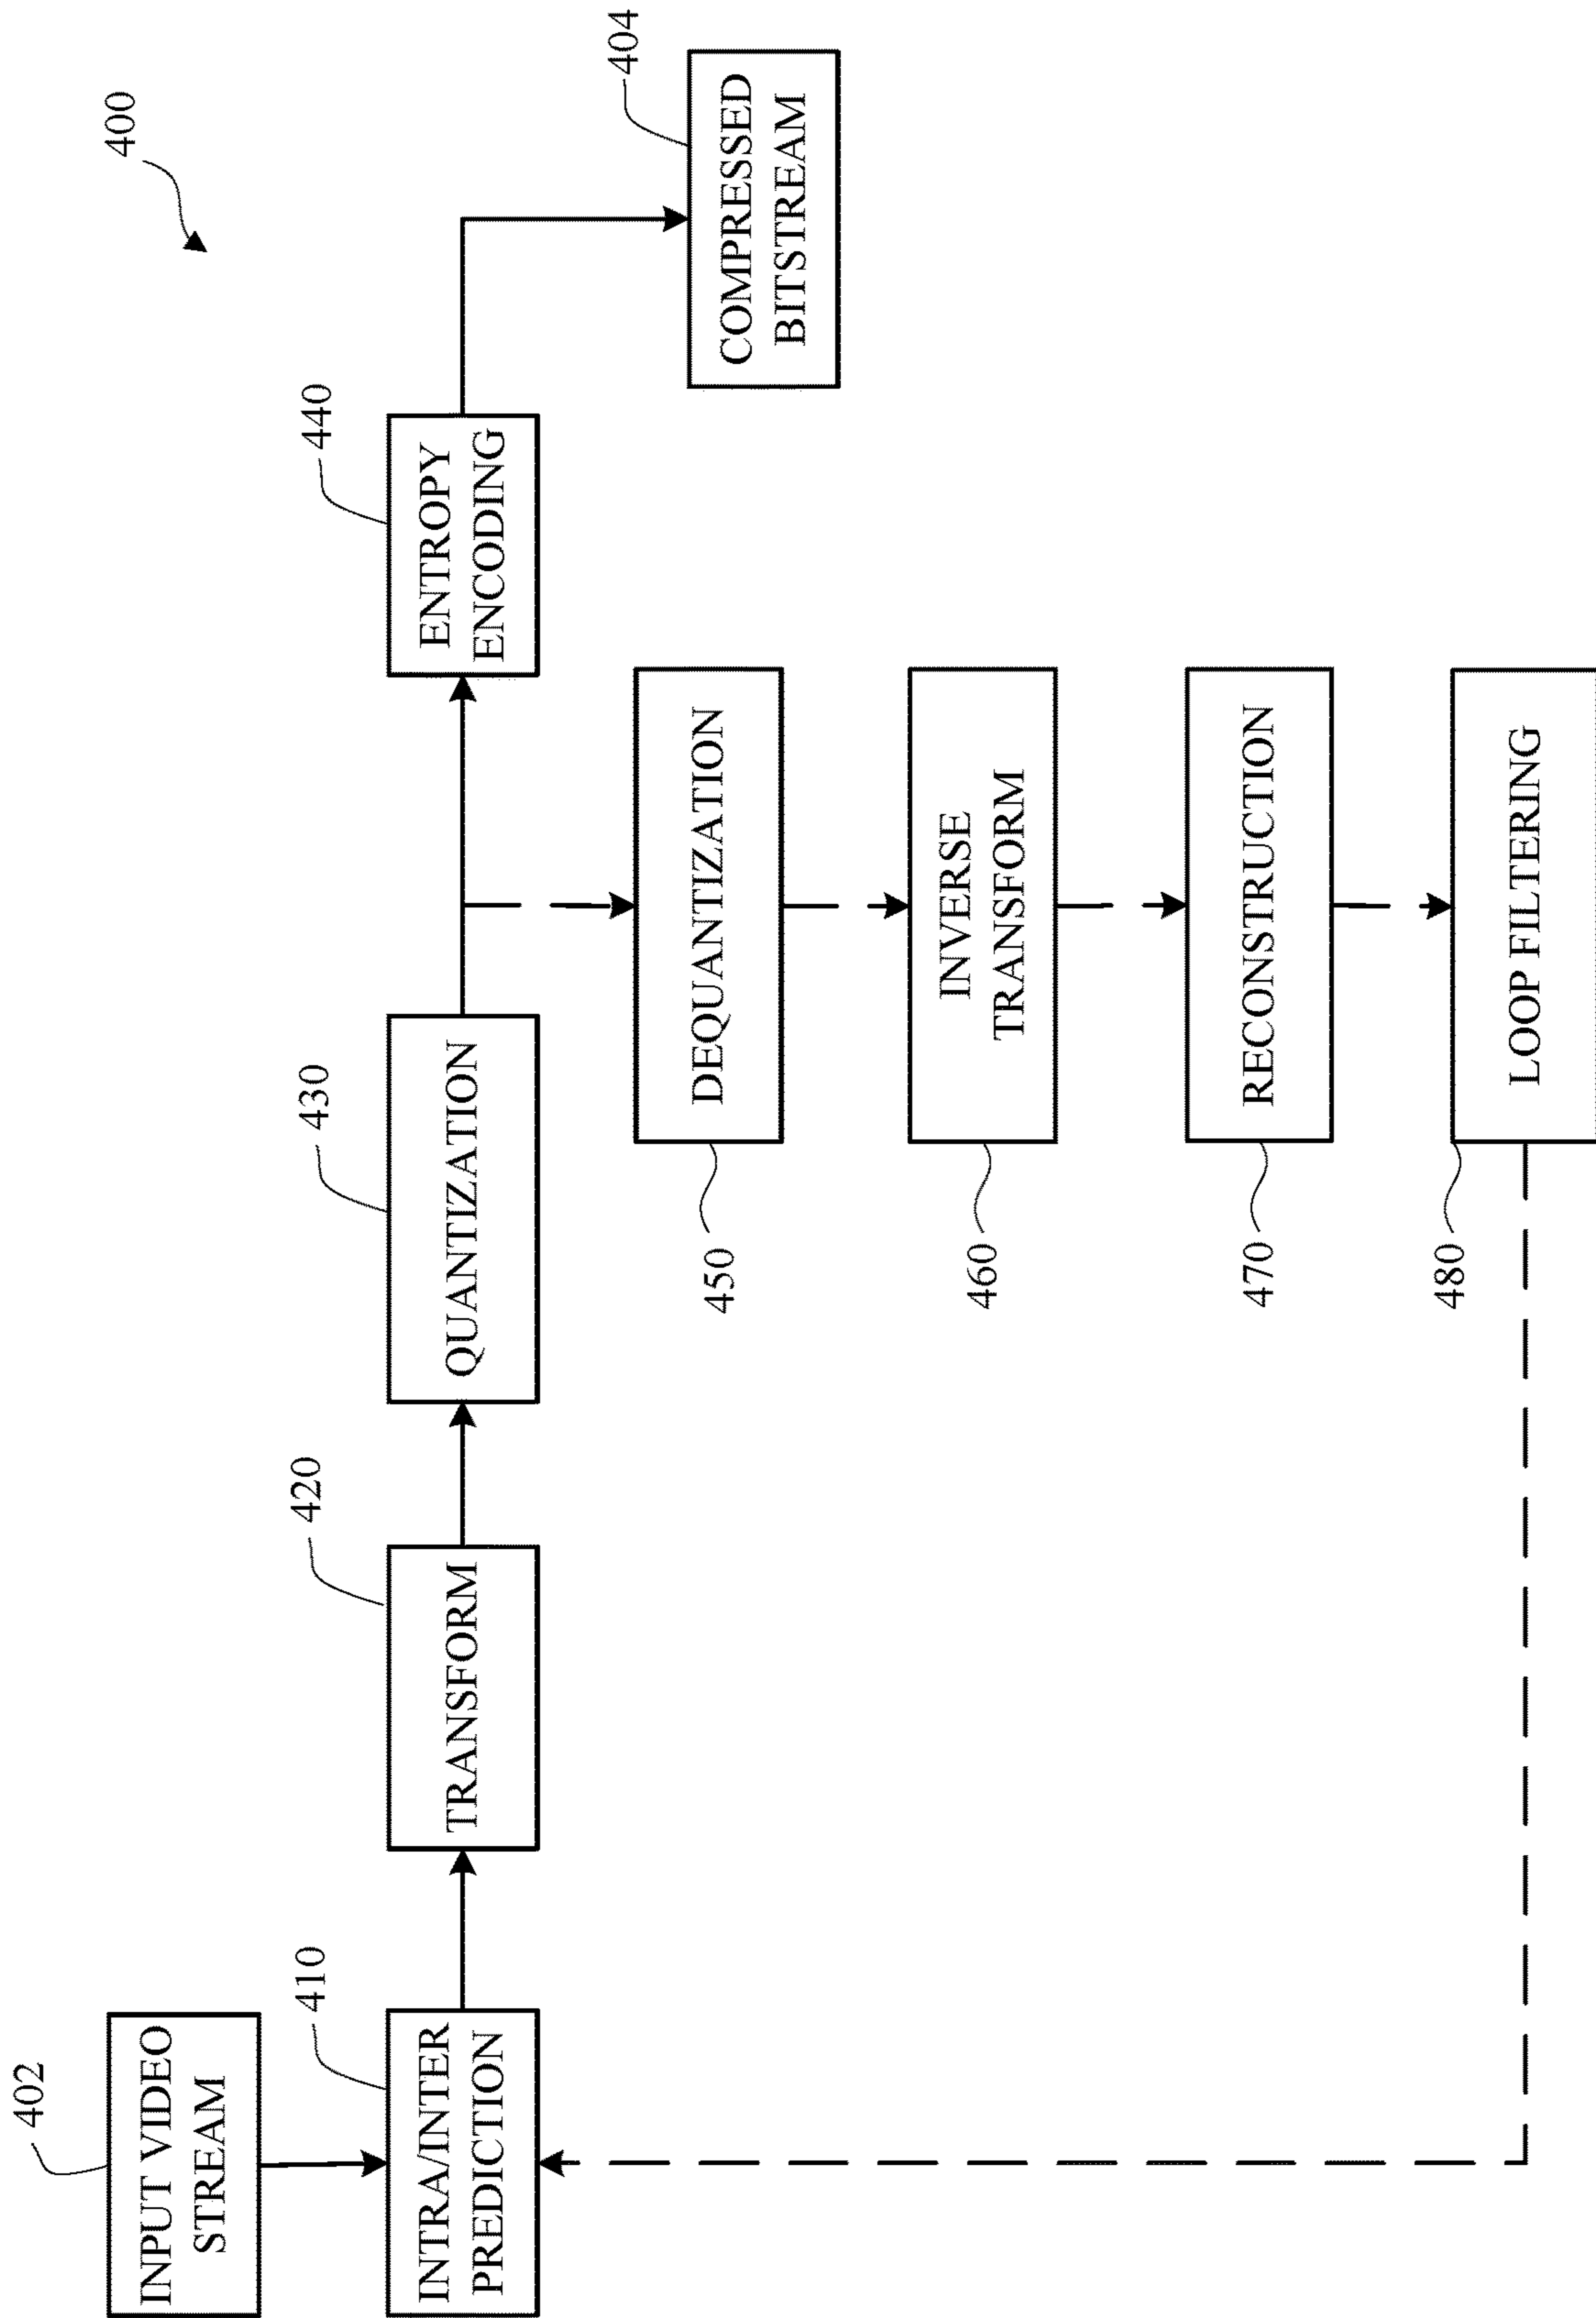 400
402
INPUT VIDEO
STREAM
410
INTRA/INTER
PREDICTION
420
TRANSFORM
430
QUANTIZATION
440
ENTROPY
ENCODING
404
COMPRESSED
BITSTREAM
450
DEQUANTIZATION
460
INVERSE
TRANSFORM
470
RECONSTRUCTION
480
LOOP FILTERING